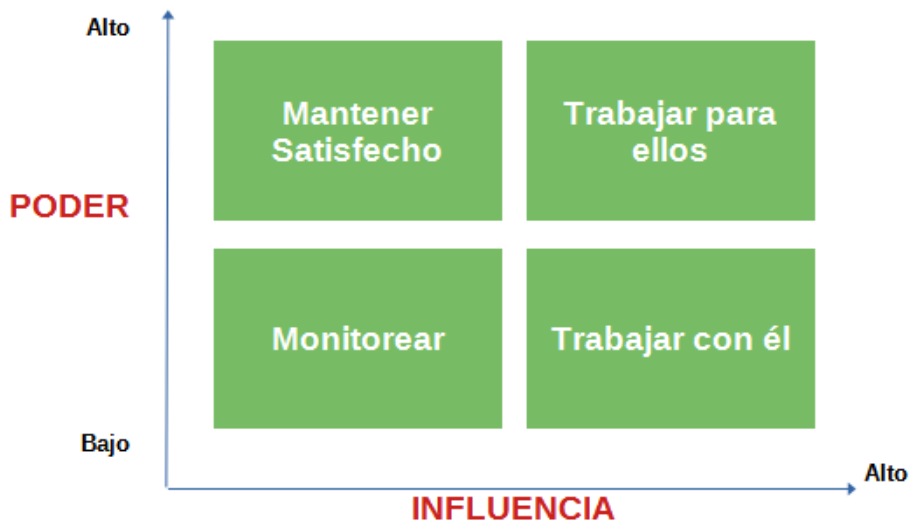 Alto
Mantener
Satisfecho
Trabajar para
ellos
PODER
Monitorear
Trabajar con él
Bajo
Alto
INFLUENCIA